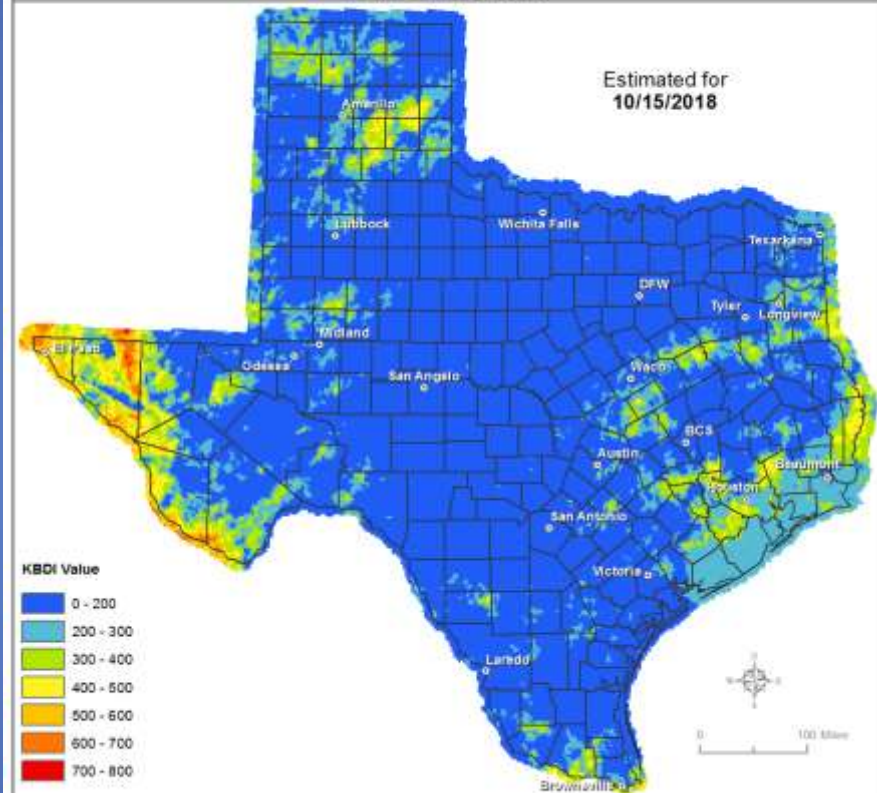 Estimated for
10/15/2018
Amarillo
Lubbock
Wichita Falls
Texarkana
DFW
Tyler
Longview
Midland
El Paso
Odessa
San Angelo
Waco
BCS
Austin
Beaumont
Houston
San Antonio
Victoria
Laredo
Brownsville
KBDI Value
0 - 200
200 - 300
300 - 400
400 - 500
500 - 600
600 - 700
700 - 800
0 100 Miles